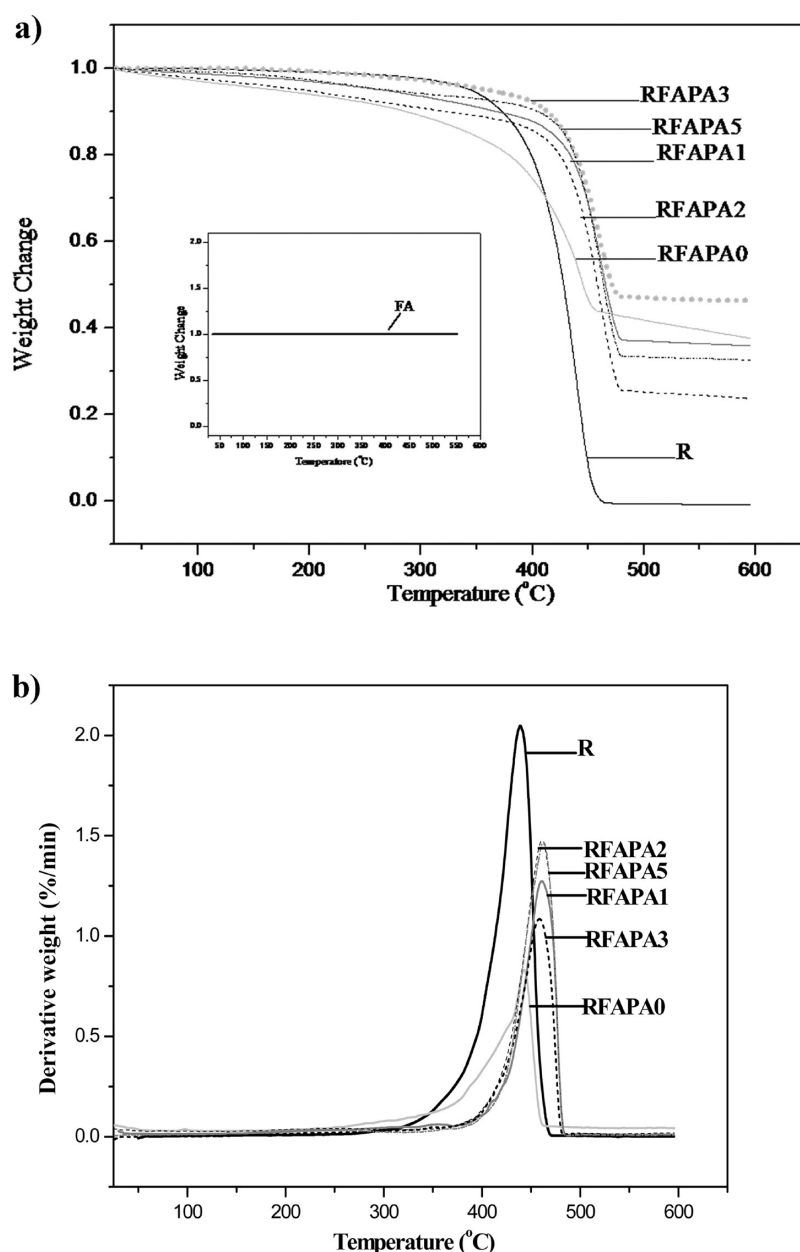 a)
1.0
0.8
0.6
0.4
0.2
0.0
Weight Change
RFAPA3
RFAPA5
RFAPA1
RFAPA2
RFAPA0
R
2.0
1.5
1.0
0.5
0.0
Weight Change
FA
50 100 150 200 250 300 350 400 450 500 550 600
Temperature (°C)
100 200 300 400 500 600
Temperature (°C)
b)
2.0
1.5
1.0
0.5
0.0
Derivative weight (%/min)
R
RFAPA2
RFAPA5
RFAPA1
RFAPA3
RFAPA0
100 200 300 400 500 600
Temperature (°C)